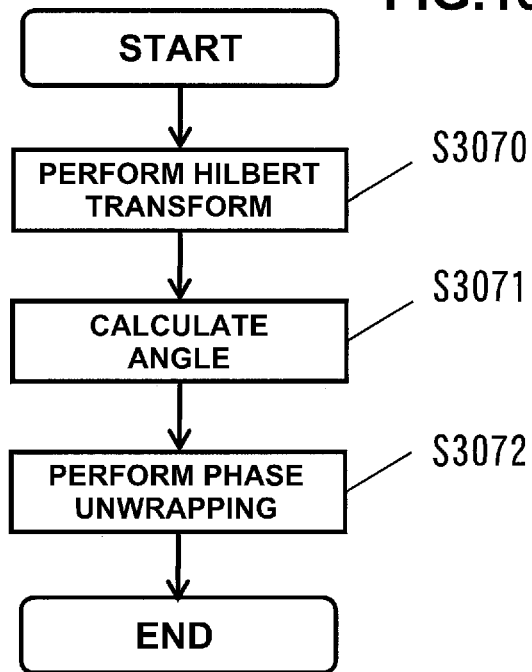 START
PERFORM HILBERT
TRANSFORM
S3070
CALCULATE
ANGLE
S3071
PERFORM PHASE
UNWRAPPING
S3072
END